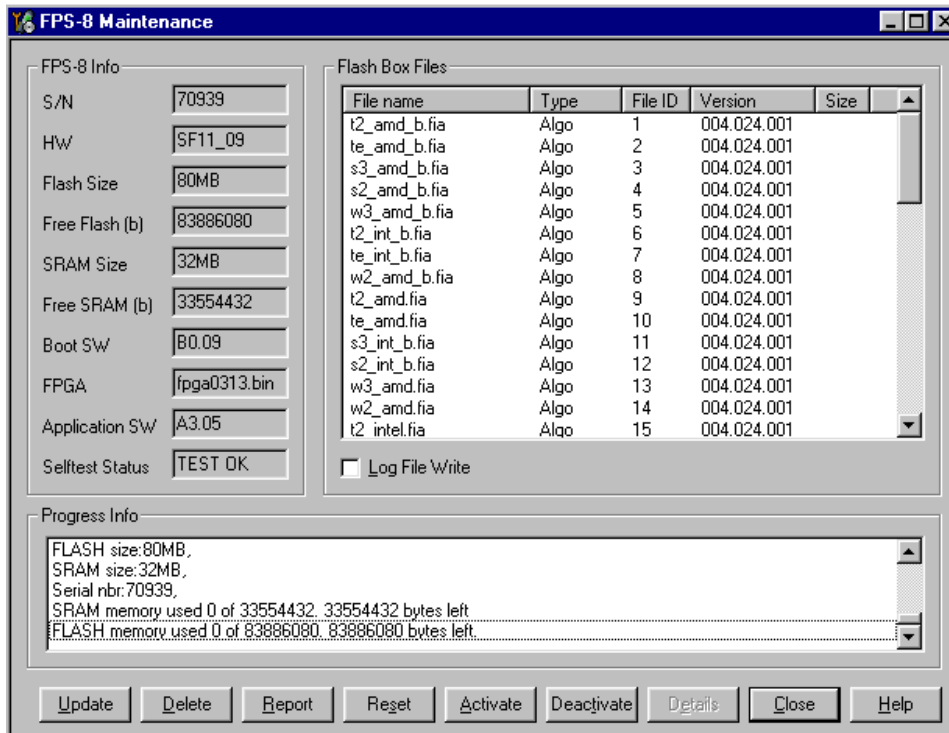 FPS-8 Maintenance
FPS-8 Info
S/N 70939
HW SF11_09
Flash Size 80MB
Free Flash (b) 83886080
SRAM Size 32MB
Free SRAM (b) 33554432
Boot SW B0.09
FPGA fpga0313.bin
Application SW A3.05
Selftest Status TEST OK
Flash Box Files
File name Type File ID Version Size
t2_amd_b.fia Algo 1 004.024.001
te_amd_b.fia Algo 2 004.024.001
s3_amd_b.fia Algo 3 004.024.001
s2_amd_b.fia Algo 4 004.024.001
w3_amd_b.fia Algo 5 004.024.001
t2_int_b.fia Algo 6 004.024.001
te_int_b.fia Algo 7 004.024.001
w2_amd_b.fia Algo 8 004.024.001
t2_amd.fia Algo 9 004.024.001
te_amd.fia Algo 10 004.024.001
s3_int_b.fia Algo 11 004.024.001
s2_int_b.fia Algo 12 004.024.001
w3_amd.fia Algo 13 004.024.001
w2_amd.fia Algo 14 004.024.001
t2_intel.fia Algo 15 004.024.001
Log File Write
Progress Info
FLASH size:80MB,
SRAM size:32MB,
Serial nbr:70939,
SRAM memory used 0 of 33554432. 33554432 bytes left
FLASH memory used 0 of 83886080. 83886080 bytes left.
Update Delete Report Reset Activate Deactivate Details Close Help